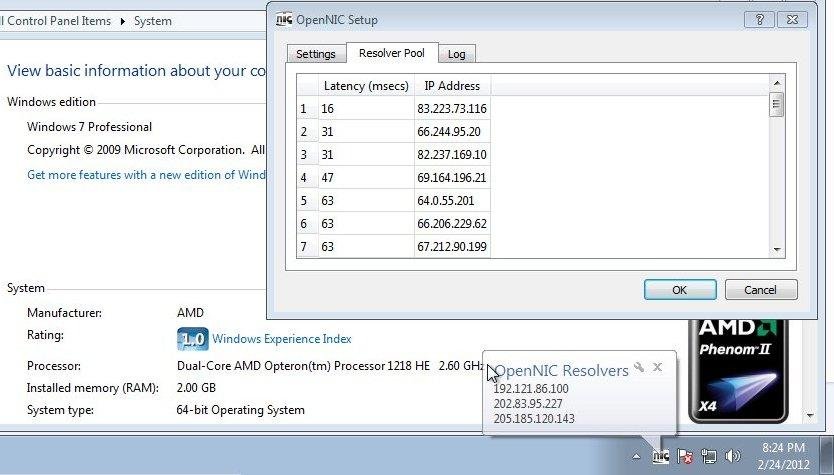 ll Control Panel Items ▸ System
View basic information about your co
Windows edition
Windows 7 Professional
Copyright © 2009 Microsoft Corporation. All
Get more features with a new edition of Wind
System
Manufacturer: AMD
Rating: 1.0 Windows Experience Index
Processor: Dual-Core AMD Opteron(tm) Processor 1218 HE 2.60 GHz
Installed memory (RAM): 2.00 GB
System type: 64-bit Operating System
nic OpenNIC Setup
Settings Resolver Pool Log
Latency (msecs) IP Address
1 16 83.223.73.116
2 31 66.244.95.20
3 31 82.237.169.10
4 47 69.164.196.21
5 63 64.0.55.201
6 63 66.206.229.62
7 63 67.212.90.199
OK Cancel
AMD
Phenom II
X4
OpenNIC Resolvers
192.121.86.100
202.83.95.227
205.185.120.143
nic
8:24 PM
2/24/2012